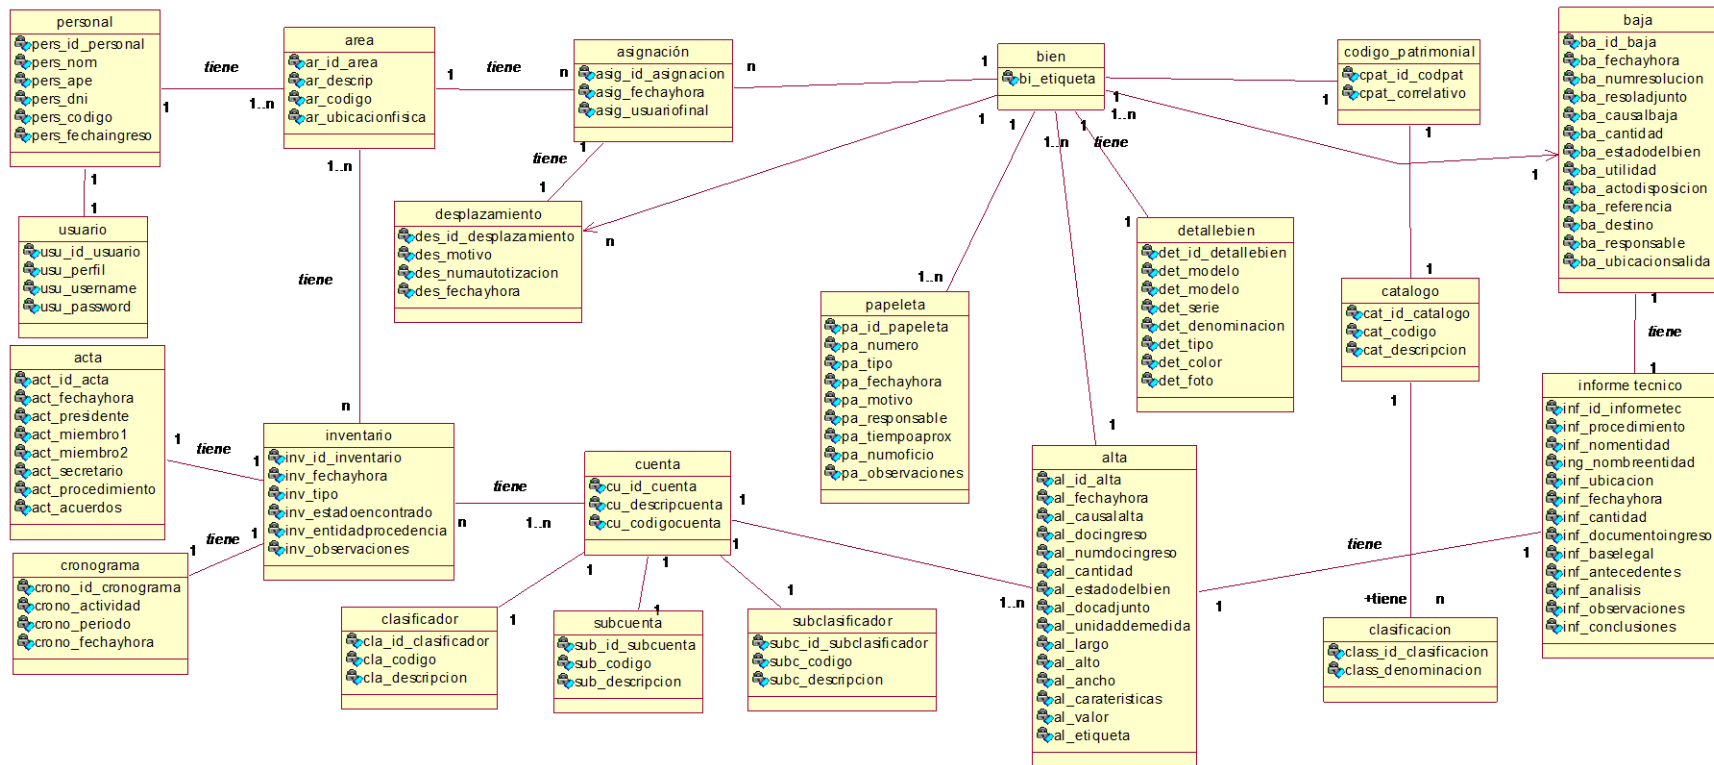 personal
pers_id_personal
pers_nom
pers_ape
pers_dni
pers_codigo
pers_fechaingreso
tiene
1
1..n
area
ar_id_area
ar_descrip
ar_codigo
ar_ubicacionfisica
1
tiene
n
asignación
asig_id_asignacion
asig_fechayhora
asig_usuariofinal
n
1
bien
bi_etiqueta
1
codigo_patrimonial
cpat_id_codpat
cpat_correlativo
baja
ba_id_baja
ba_fechayhora
ba_numresolucion
ba_resoladjunto
ba_causalbaja
ba_cantidad
ba_estadodelbien
ba_utilidad
ba_actodisposicion
ba_referencia
ba_destino
ba_responsable
ba_ubicacionsalida
1
1
usuario
usu_id_usuario
usu_perfil
usu_username
usu_password
1..n
tiene
n
1
tiene
1
desplazamiento
des_id_desplazamiento
des_motivo
des_numautotizacion
des_fechayhora
1
n
1
1..n
papeleta
pa_id_papeleta
pa_numero
pa_tipo
pa_fechayhora
pa_motivo
pa_responsable
pa_tiempoaprox
pa_numoficio
pa_observaciones
1..n
1
1
tiene
1
detallebien
det_id_detallebien
det_modelo
det_modelo
det_serie
det_denominacion
det_tipo
det_color
det_foto
1
1..n
1
1
1
catalogo
cat_id_catalogo
cat_codigo
cat_descripcion
1
tiene
1
informe tecnico
inf_id_informetec
inf_procedimiento
inf_nomentidad
ing_nombreentidad
inf_ubicacion
inf_fechayhora
inf_cantidad
inf_documentoingreso
inf_baselegal
inf_antecedentes
inf_analisis
inf_observaciones
inf_conclusiones
acta
act_id_acta
act_fechayhora
act_presidente
act_miembro1
act_miembro2
act_secretario
act_procedimiento
act_acuerdos
1
tiene
1
inventario
inv_id_inventario
inv_fechayhora
inv_tipo
inv_estadoencontrado
inv_entidadprocedencia
inv_observaciones
1
tiene
1
cronograma
crono_id_cronograma
crono_actividad
crono_periodo
crono_fechayhora
tiene
n
1..n
cuenta
cu_id_cuenta
cu_descripcuenta
cu_codigocuenta
1
1..n
alta
al_id_alta
al_fechayhora
al_causalalta
al_docingreso
al_numdocingreso
al_cantidad
al_estadodelbien
al_docadjunto
al_unidaddemedida
al_largo
al_alto
al_ancho
al_carateristicas
al_valor
al_etiqueta
tiene
1
1
1
1
clasificador
cla_id_clasificador
cla_codigo
cla_descripcion
1
1
subcuenta
sub_id_subcuenta
sub_codigo
sub_descripcion
1
1
subclasificador
subc_id_subclasificador
subc_codigo
subc_descripcion
1
+tiene
n
clasificacion
class_id_clasificacion
class_denominacion